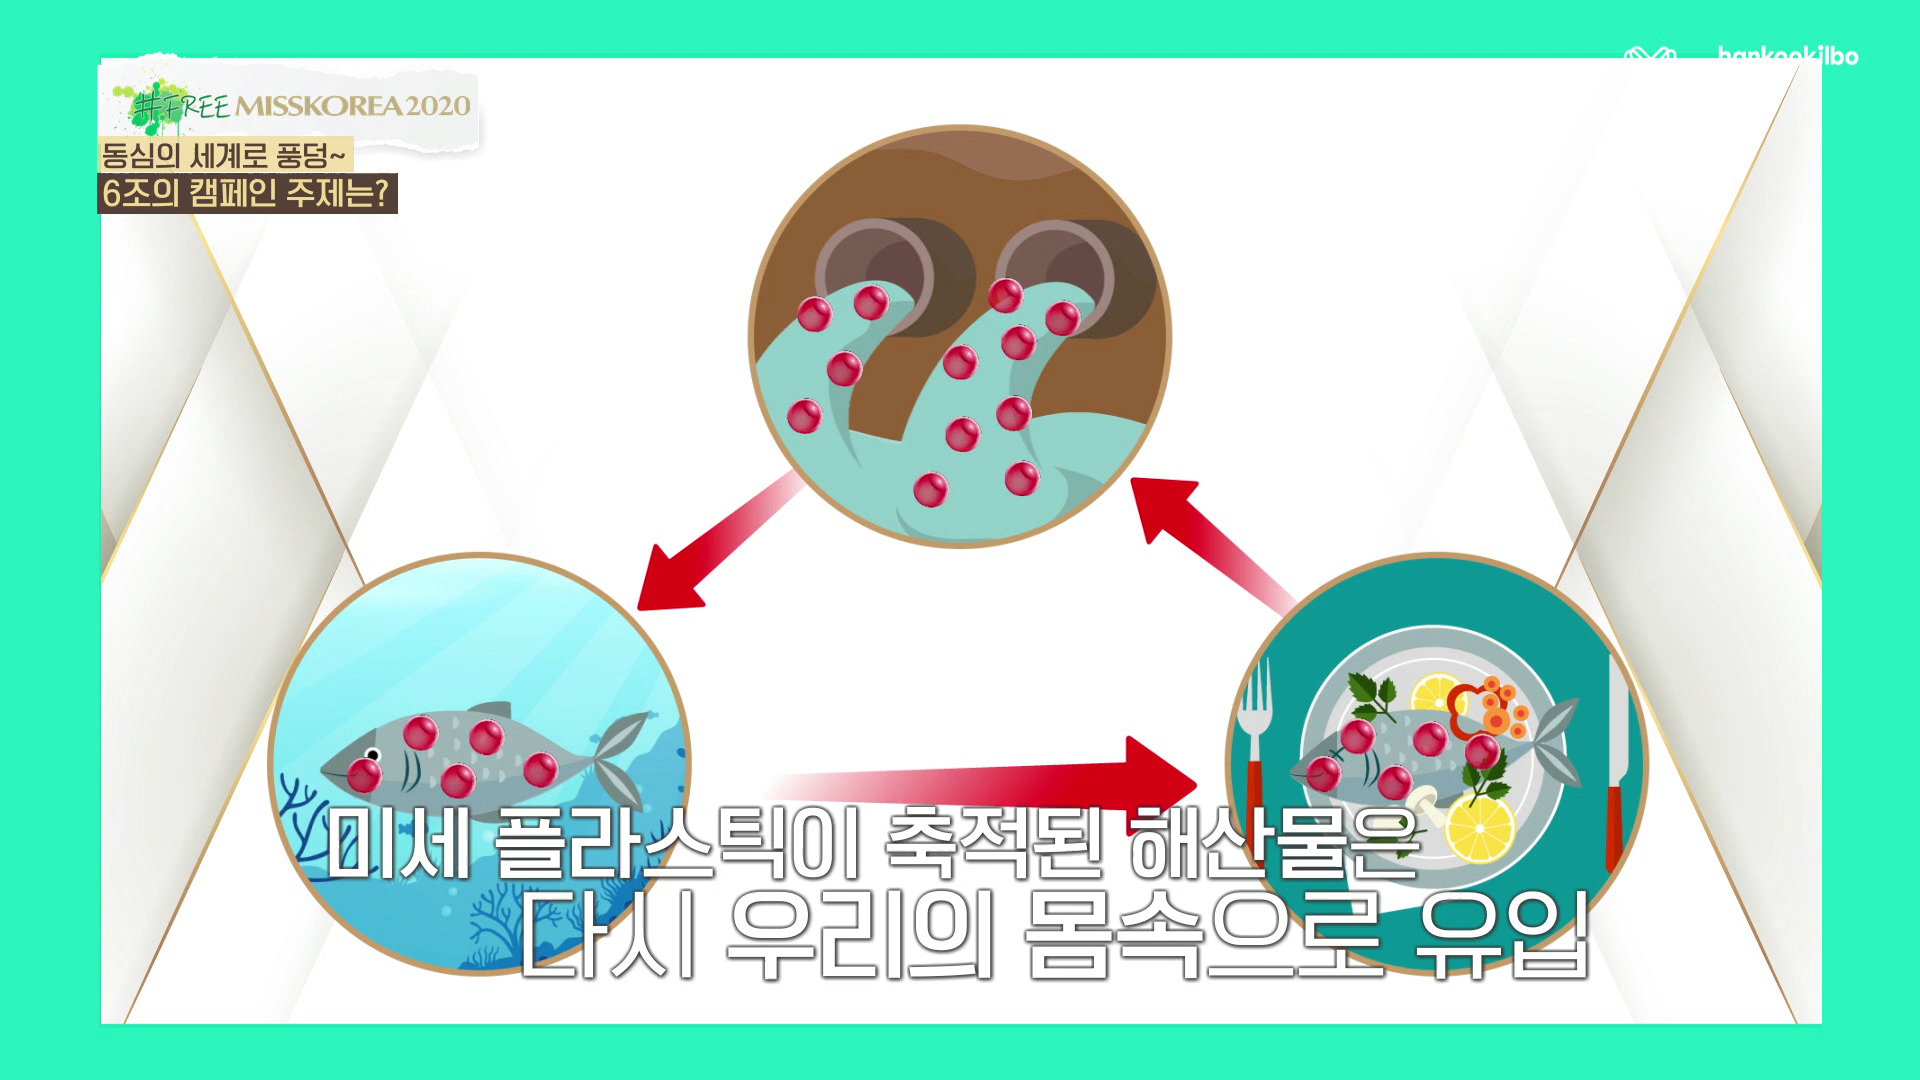 #FREE MISSKOREA2020
hankookilbo
동심의 세계로 풍덩~
6조의 캠페인 주제는?
미세 플라스틱이 축적된 해산물은
다시 우리의 몸속으로 유입